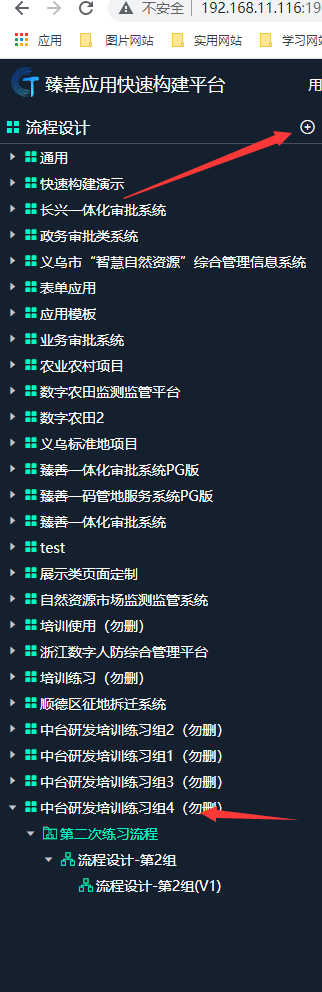 不安全 | 192.168.11.116:19
应用 图片网站 实用网站 学习网站
臻善应用快速构建平台 用
流程设计
通用
快速构建演示
长兴一体化审批系统
政务审批类系统
义乌市“智慧自然资源”综合管理信息系统
表单应用
应用模板
业务审批系统
农业农村项目
数字农田监测监管平台
数字农田2
义乌标准地项目
臻善一体化审批系统PG版
臻善一码管地服务系统PG版
臻善一体化审批系统
test
展示类页面定制
自然资源市场监测监管系统
培训使用（勿删）
浙江数字人防综合管理平台
培训练习（勿删）
顺德区征地拆迁系统
中台研发培训练习组2（勿删）
中台研发培训练习组1（勿删）
中台研发培训练习组3（勿删）
中台研发培训练习组4（勿删）
第二次练习流程
流程设计-第2组
流程设计-第2组(V1)